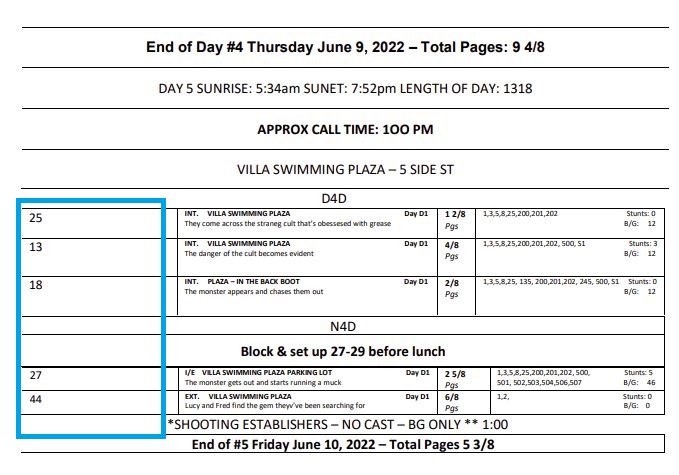 End of Day #4 Thursday June 9, 2022 – Total Pages: 9 4/8
DAY 5 SUNRISE: 5:34am SUNET: 7:52pm LENGTH OF DAY: 1318
APPROX CALL TIME: 1OO PM
VILLA SWIMMING PLAZA – 5 SIDE ST
D4D
25 INT. VILLA SWIMMING PLAZA Day D1 1 2/8 1,3,5,8,25,200,201,202 Stunts: 0
They come across the straneg cult that's obsessesed with grease Pgs B/G: 12
13 INT. VILLA SWIMMING PLAZA Day D1 4/8 1,3,5,8,25,200,201,202, 500, S1 Stunts: 3
The danger of the cult becomes evident Pgs B/G: 12
18 INT. PLAZA – IN THE BACK BOOT Day D1 2/8 1,3,5,8,25, 135, 200,201,202, 245, 500, S1 Stunts: 0
The monster appears and chases them out Pgs B/G: 12
N4D
Block & set up 27-29 before lunch
27 I/E VILLA SWIMMING PLAZA PARKING LOT Day D1 2 5/8 1,3,5,8,25,200,201,202, 500, Stunts: 5
The monster gets out and starts running a muck Pgs 501, 502,503,504,506,507 B/G: 46
44 EXT. VILLA SWIMMING PLAZA Day D1 6/8 1,2, Stunts: 0
Lucy and Fred find the gem theyv've been searching for Pgs B/G: 0
*SHOOTING ESTABLISHERS – NO CAST – BG ONLY ** 1:00
End of #5 Friday June 10, 2022 – Total Pages 5 3/8